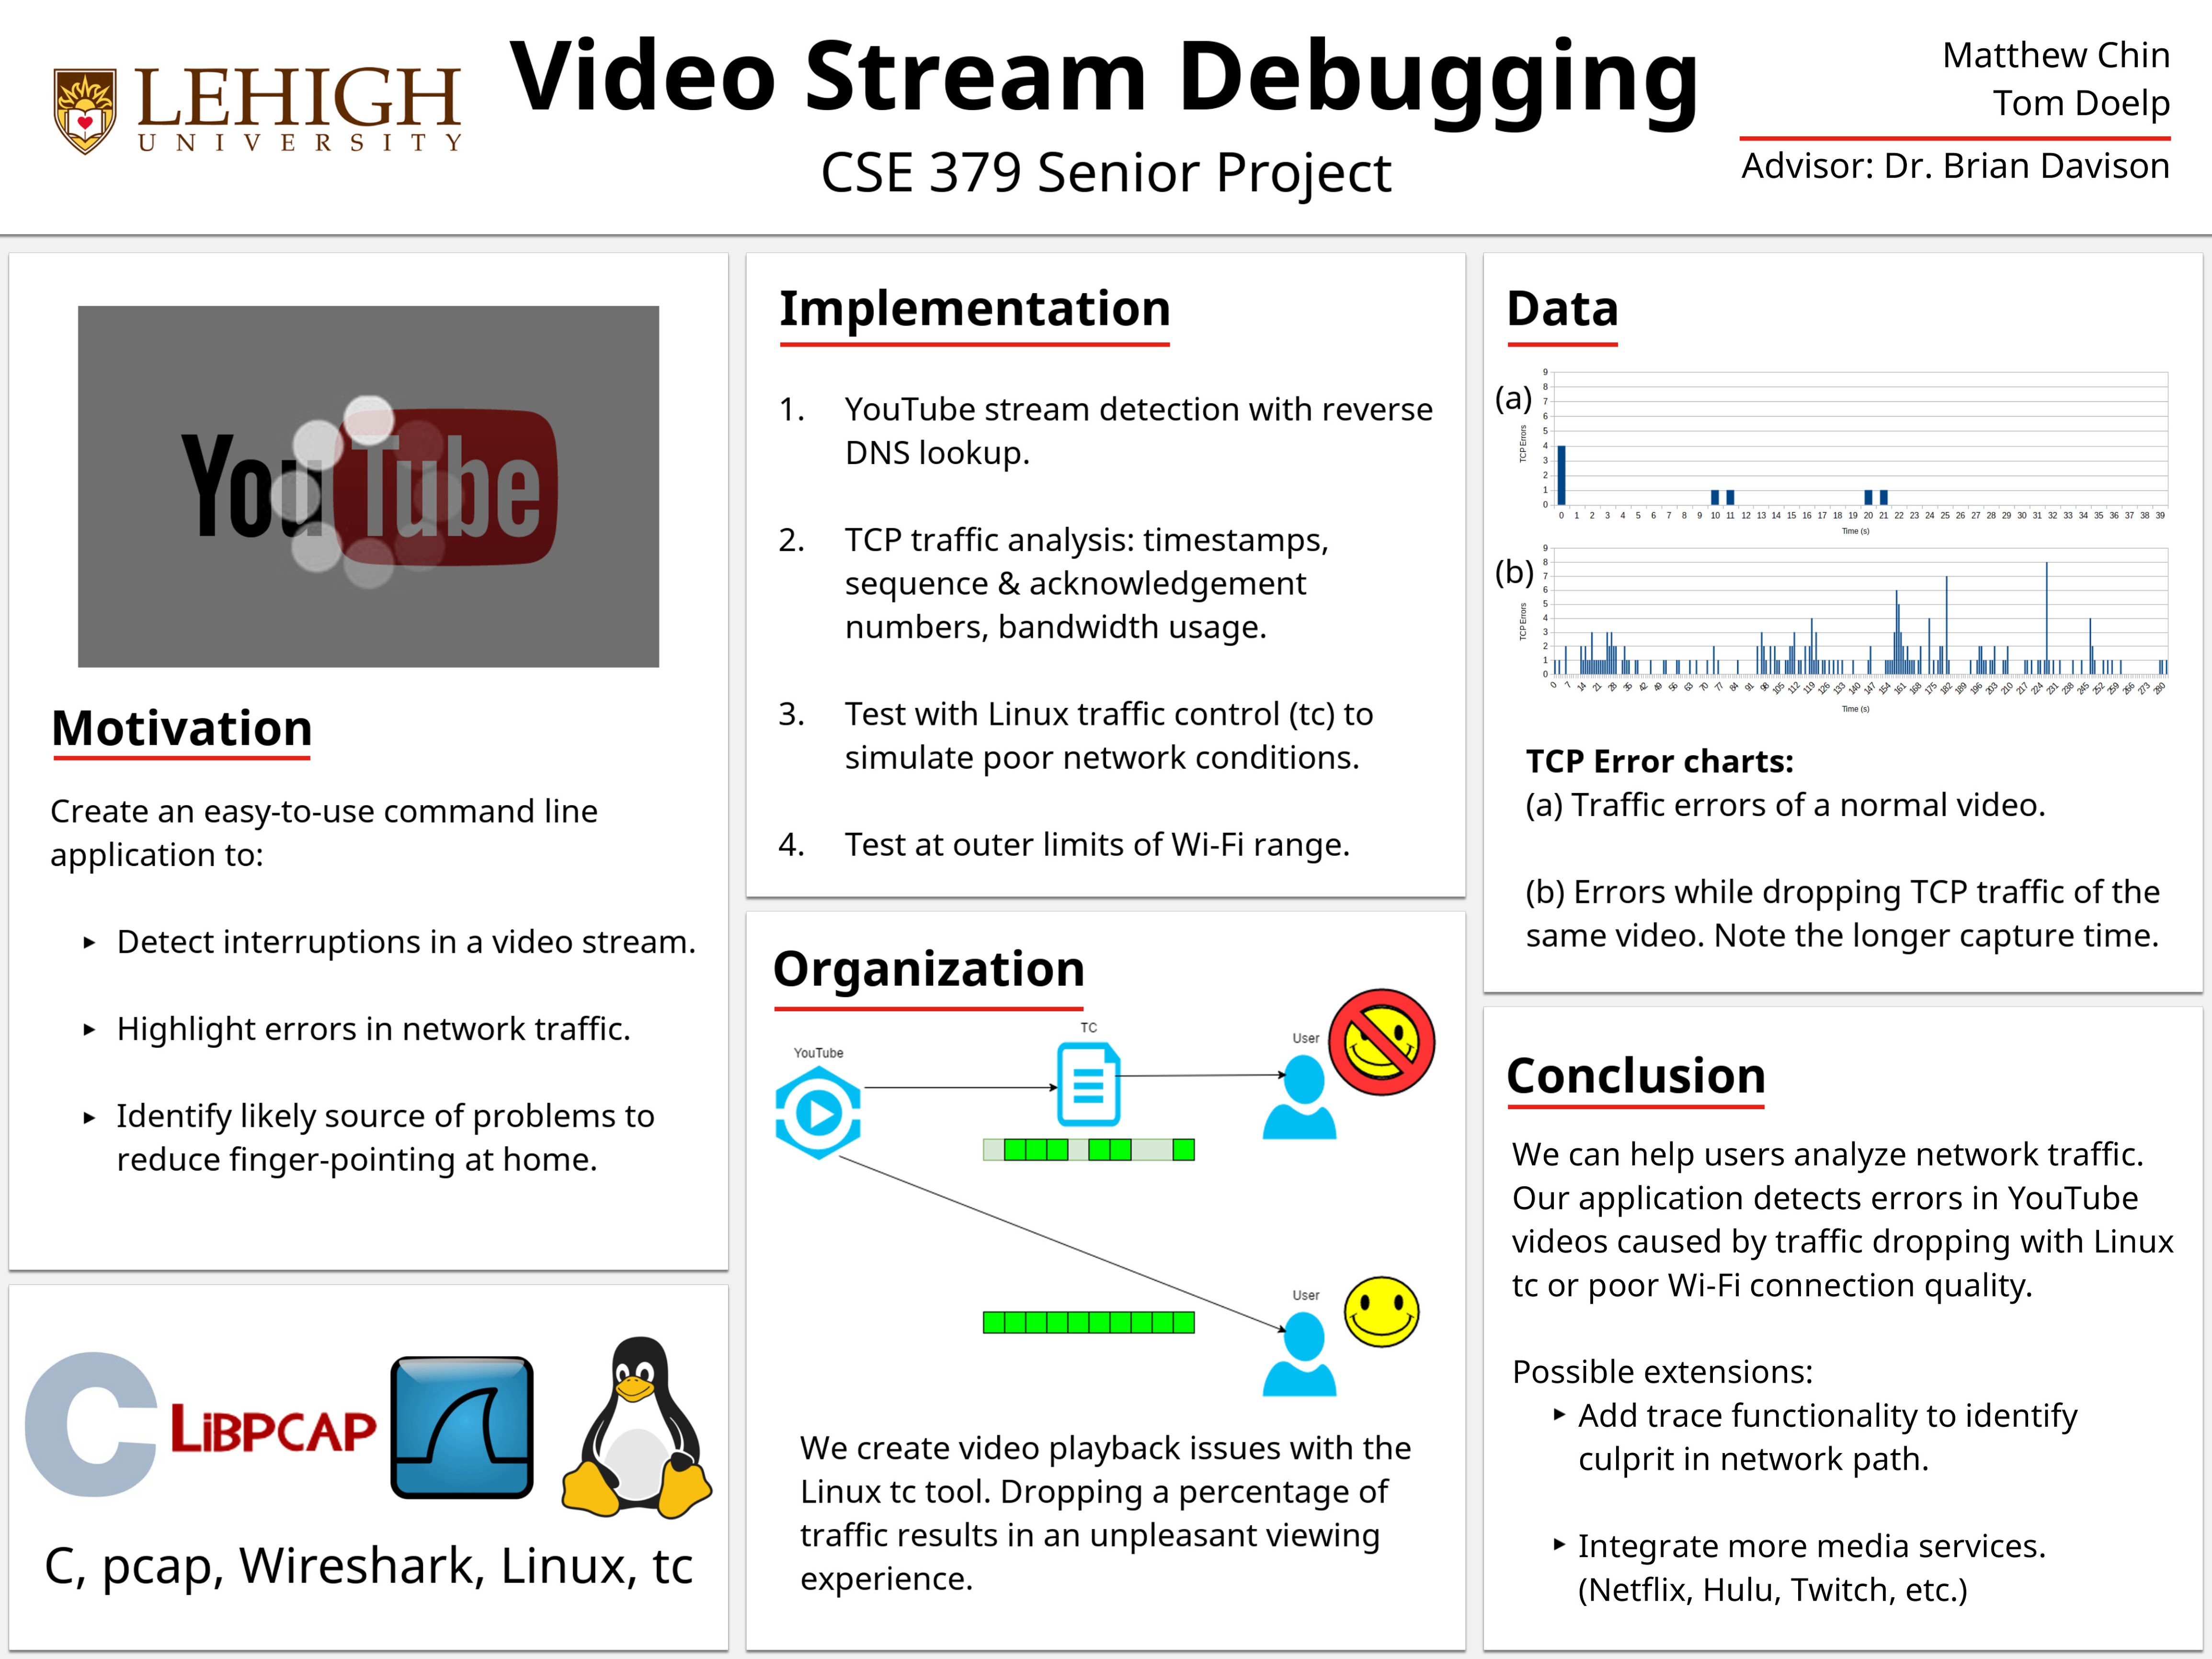 LEHIGH
UNIVERSITY
Video Stream Debugging
CSE 379 Senior Project
Matthew Chin
Tom Doelp
Advisor: Dr. Brian Davison
YouTube
Motivation
Create an easy-to-use command line
application to:
▸ Detect interruptions in a video stream.
▸ Highlight errors in network traffic.
▸ Identify likely source of problems to
reduce finger-pointing at home.
C LiBPCAP
C, pcap, Wireshark, Linux, tc
Implementation
1. YouTube stream detection with reverse
DNS lookup.
2. TCP traffic analysis: timestamps,
sequence & acknowledgement
numbers, bandwidth usage.
3. Test with Linux traffic control (tc) to
simulate poor network conditions.
4. Test at outer limits of Wi-Fi range.
Organization
TC
User
YouTube
User
We create video playback issues with the
Linux tc tool. Dropping a percentage of
traffic results in an unpleasant viewing
experience.
Data
(a)
TCP Errors
9
8
7
6
5
4
3
2
1
0
0 1 2 3 4 5 6 7 8 9 10 11 12 13 14 15 16 17 18 19 20 21 22 23 24 25 26 27 28 29 30 31 32 33 34 35 36 37 38 39
Time (s)
(b)
TCP Errors
9
8
7
6
5
4
3
2
1
0
0 7 14 21 28 35 42 49 56 63 70 77 84 91 98 105 112 119 126 133 140 147 154 161 168 175 182 189 196 203 210 217 224 231 238 245 252 259 266 273 280
Time (s)
TCP Error charts:
(a) Traffic errors of a normal video.
(b) Errors while dropping TCP traffic of the
same video. Note the longer capture time.
Conclusion
We can help users analyze network traffic.
Our application detects errors in YouTube
videos caused by traffic dropping with Linux
tc or poor Wi-Fi connection quality.
Possible extensions:
▸ Add trace functionality to identify
culprit in network path.
▸ Integrate more media services.
(Netflix, Hulu, Twitch, etc.)